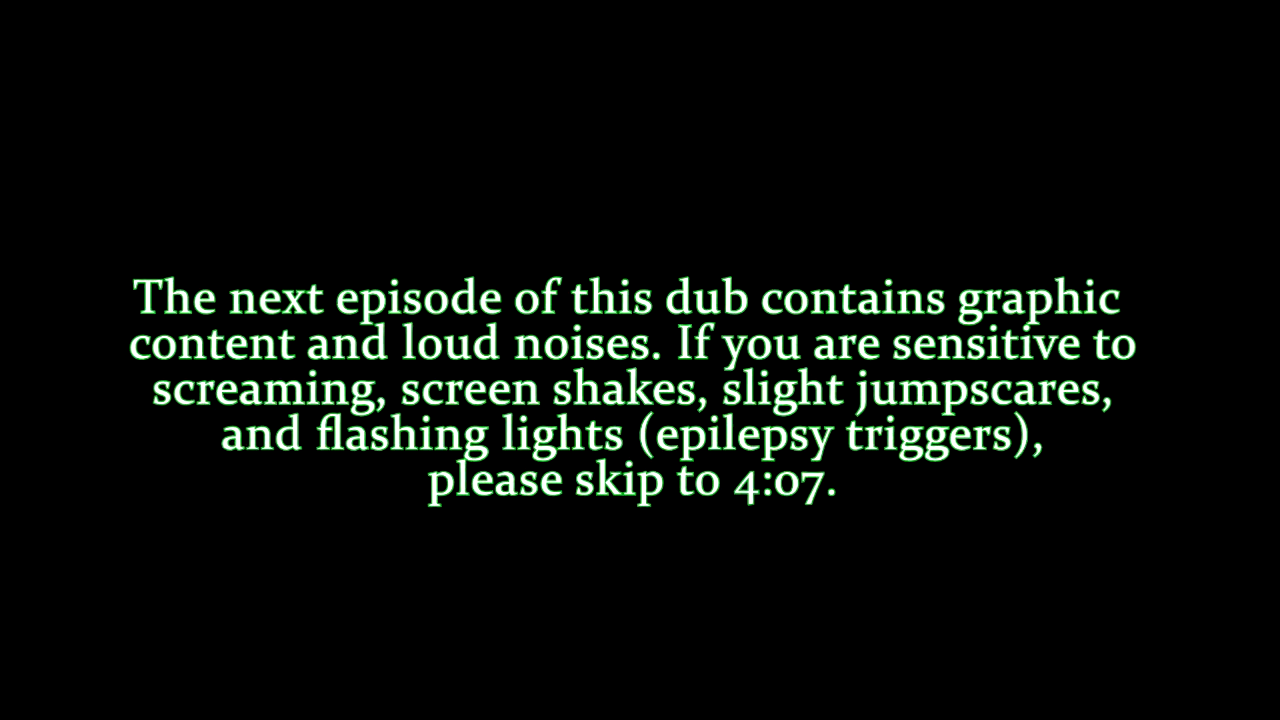 The next episode of this dub contains graphic
content and loud noises. If you are sensitive to
screaming, screen shakes, slight jumpscares,
and flashing lights (epilepsy triggers),
please skip to 4:07.